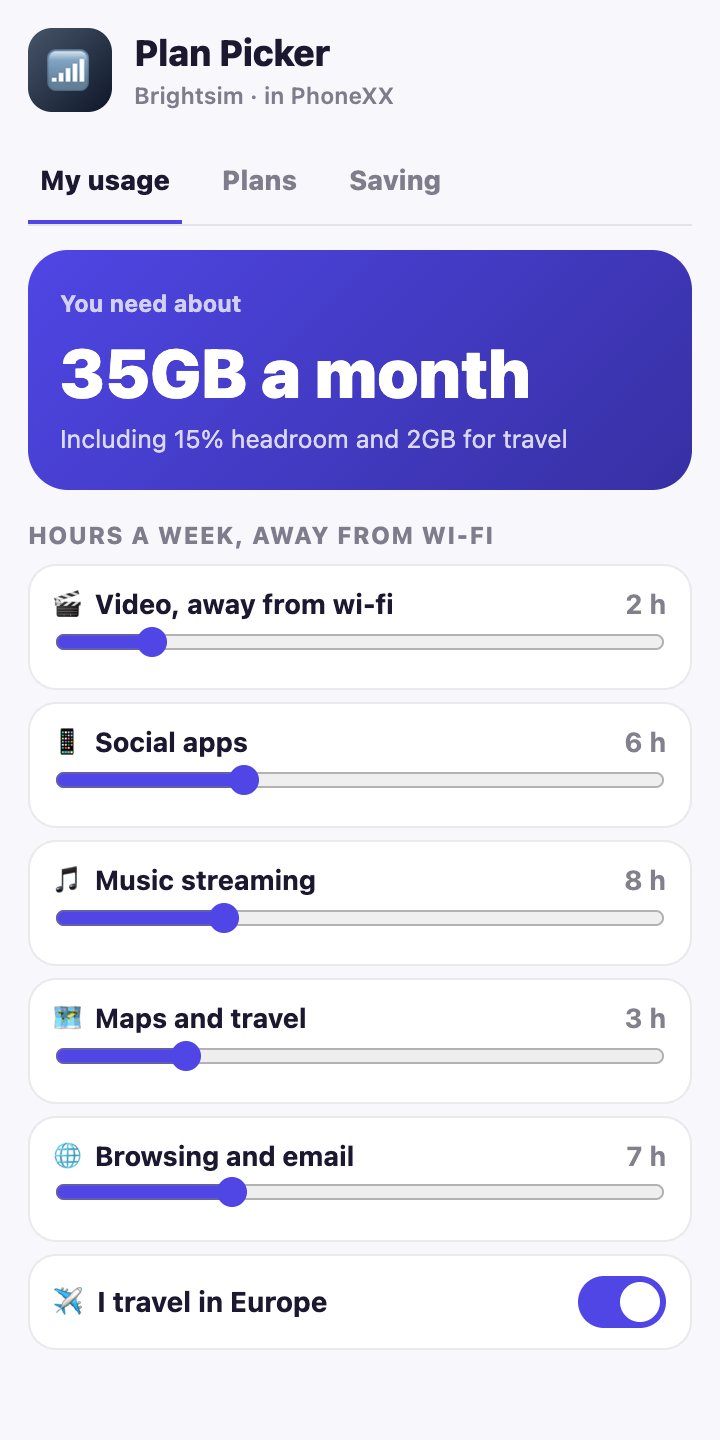 Plan Picker
Brightsim · in PhoneXX
My usage Plans Saving
You need about
35GB a month
Including 15% headroom and 2GB for travel
HOURS A WEEK, AWAY FROM WI-FI
Video, away from wi-fi 2 h
Social apps 6 h
Music streaming 8 h
Maps and travel 3 h
Browsing and email 7 h
I travel in Europe